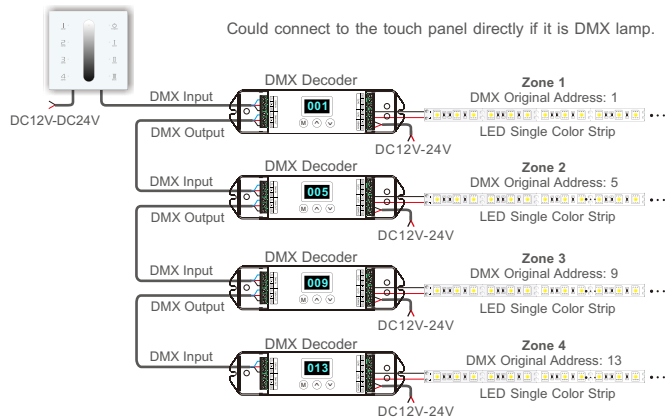 Could connect to the touch panel directly if it is DMX lamp.
1
2
3
4
DC12V-DC24V
DMX Decoder
Zone 1
DMX Input
DMX Original Address: 1
001
M
DMX Output
LED Single Color Strip
DC12V-24V
DMX Decoder
Zone 2
DMX Input
DMX Original Address: 5
005
M
DMX Output
LED Single Color Strip
DC12V-24V
DMX Decoder
Zone 3
DMX Input
DMX Original Address: 9
009
M
DMX Output
LED Single Color Strip
DC12V-24V
DMX Decoder
Zone 4
DMX Input
DMX Original Address: 13
013
M
LED Single Color Strip
DC12V-24V